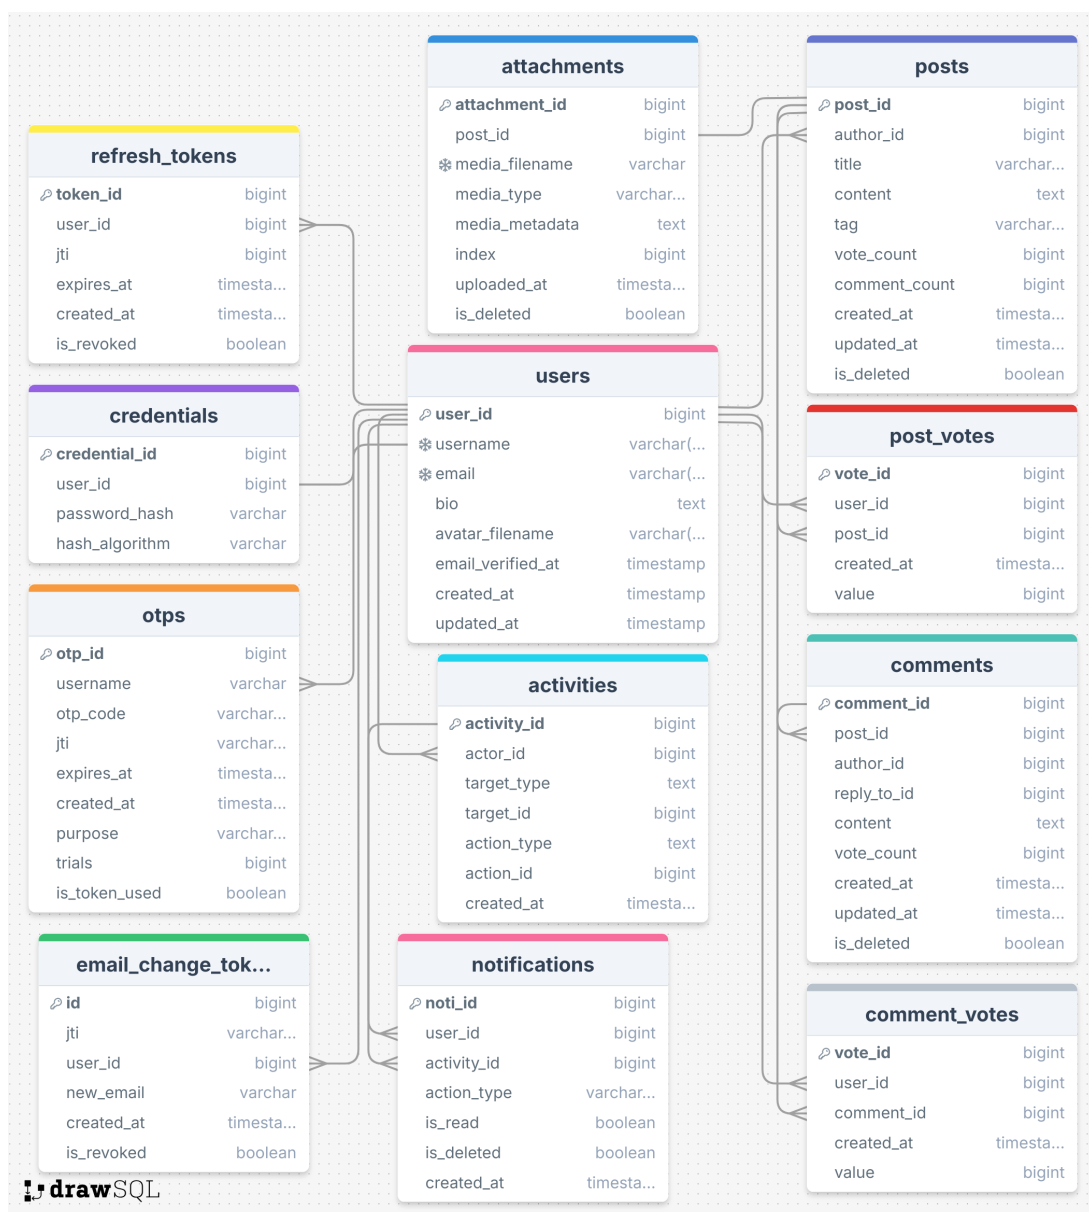 attachments
attachment_id bigint
post_id bigint
media_filename varchar
media_type varchar...
media_metadata text
index bigint
uploaded_at timesta...
is_deleted boolean
posts
post_id bigint
author_id bigint
title varchar...
content text
tag varchar...
vote_count bigint
comment_count bigint
created_at timesta...
updated_at timesta...
is_deleted boolean
refresh_tokens
token_id bigint
user_id bigint
jti bigint
expires_at timesta...
created_at timesta...
is_revoked boolean
users
user_id bigint
username varchar(...
email varchar(...
bio text
avatar_filename varchar(...
email_verified_at timestamp
created_at timestamp
updated_at timestamp
credentials
credential_id bigint
user_id bigint
password_hash varchar
hash_algorithm varchar
post_votes
vote_id bigint
user_id bigint
post_id bigint
created_at timesta...
value bigint
otps
otp_id bigint
username varchar
otp_code varchar...
jti varchar...
expires_at timesta...
created_at timesta...
purpose varchar...
trials bigint
is_token_used boolean
activities
activity_id bigint
actor_id bigint
target_type text
target_id bigint
action_type text
action_id bigint
created_at timesta...
comments
comment_id bigint
post_id bigint
author_id bigint
reply_to_id bigint
content text
vote_count bigint
created_at timesta...
updated_at timesta...
is_deleted boolean
email_change_tok...
id bigint
jti varchar...
user_id bigint
new_email varchar
created_at timesta...
is_revoked boolean
notifications
noti_id bigint
user_id bigint
activity_id bigint
action_type varchar...
is_read boolean
is_deleted boolean
created_at timesta...
comment_votes
vote_id bigint
user_id bigint
comment_id bigint
created_at timesta...
value bigint
drawSQL